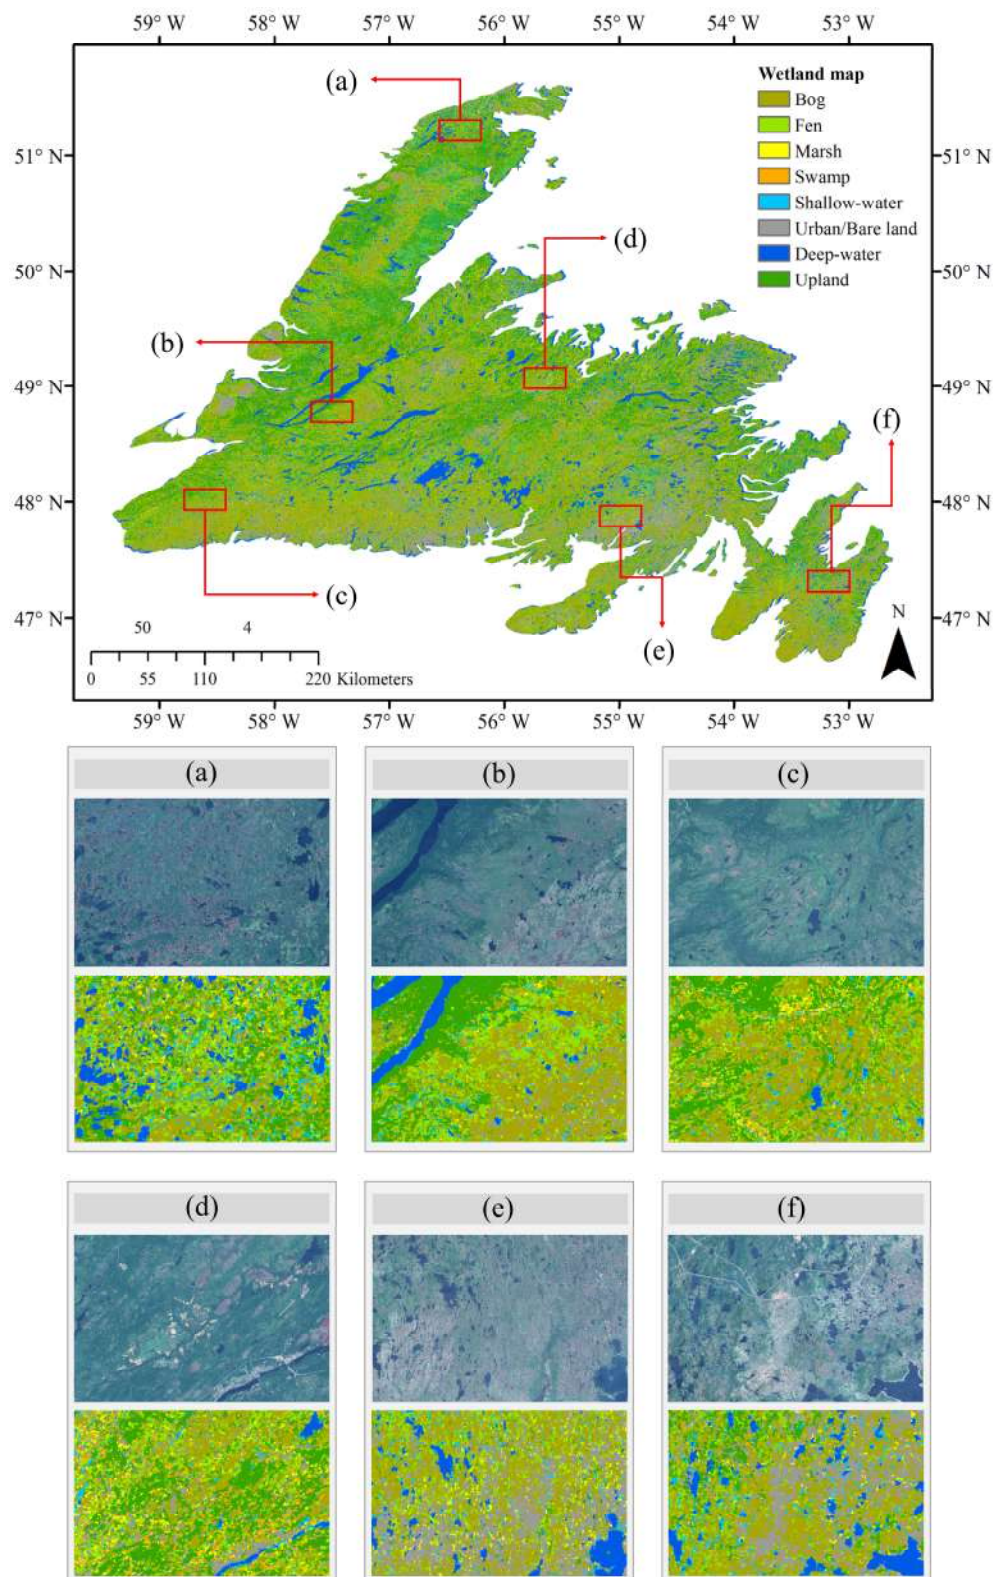 59° W 58° W 57° W 56° W 55° W 54° W 53° W
(a)
Wetland map
Bog
Fen
Marsh
Swamp
Shallow-water
Urban/Bare land
Deep-water
Upland
51° N
51° N
(d)
50° N
50° N
(b)
49° N
49° N
(f)
48° N
48° N
(c)
47° N
47° N
(e)
N
50 4
0 55 110 220 Kilometers
59° W 58° W 57° W 56° W 55° W 54° W 53° W
(a) (b) (c)
(d) (e) (f)